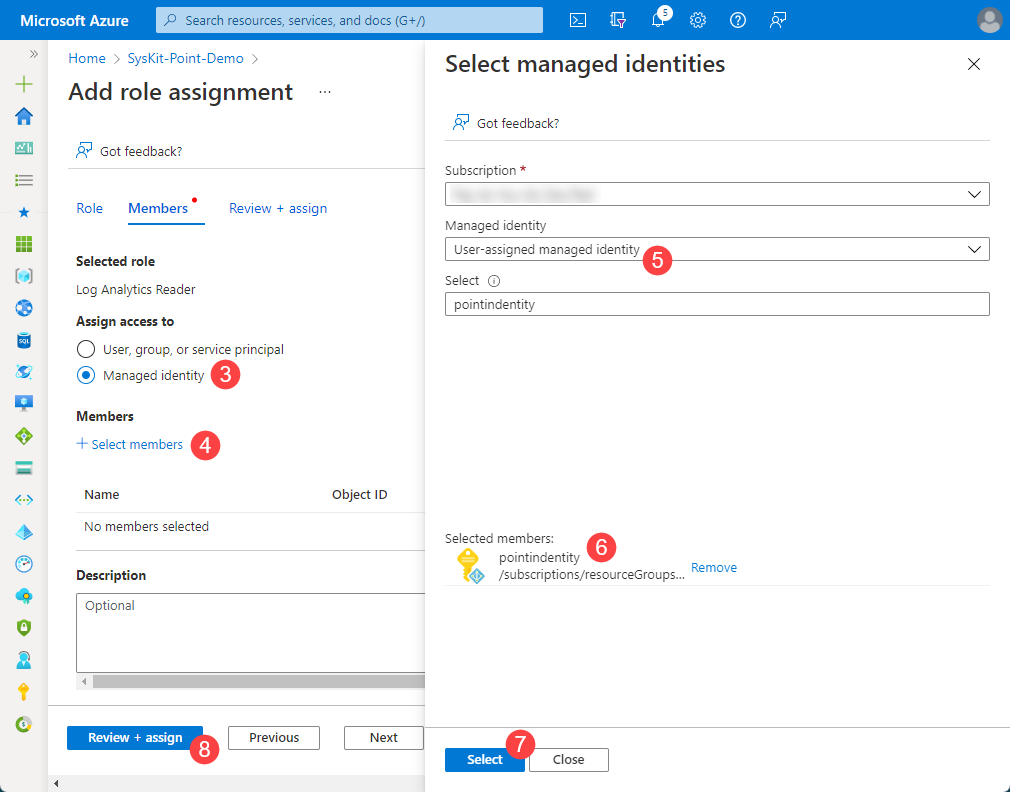 Microsoft Azure
Search resources, services, and docs (G+/)
5
Home > SysKit-Point-Demo >
Add role assignment ...
Got feedback?
Role
Members
Review + assign
Selected role
Log Analytics Reader
Assign access to
User, group, or service principal
Managed identity
3
Members
+ Select members
4
Name
Object ID
No members selected
Description
Optional
Review + assign
8
Previous
Next
Select managed identities
Got feedback?
Subscription *
Managed identity
User-assigned managed identity
5
Select
pointindentity
Selected members:
6
pointindentity
/subscriptions/resourceGroups...
Remove
Select
7
Close
SQL